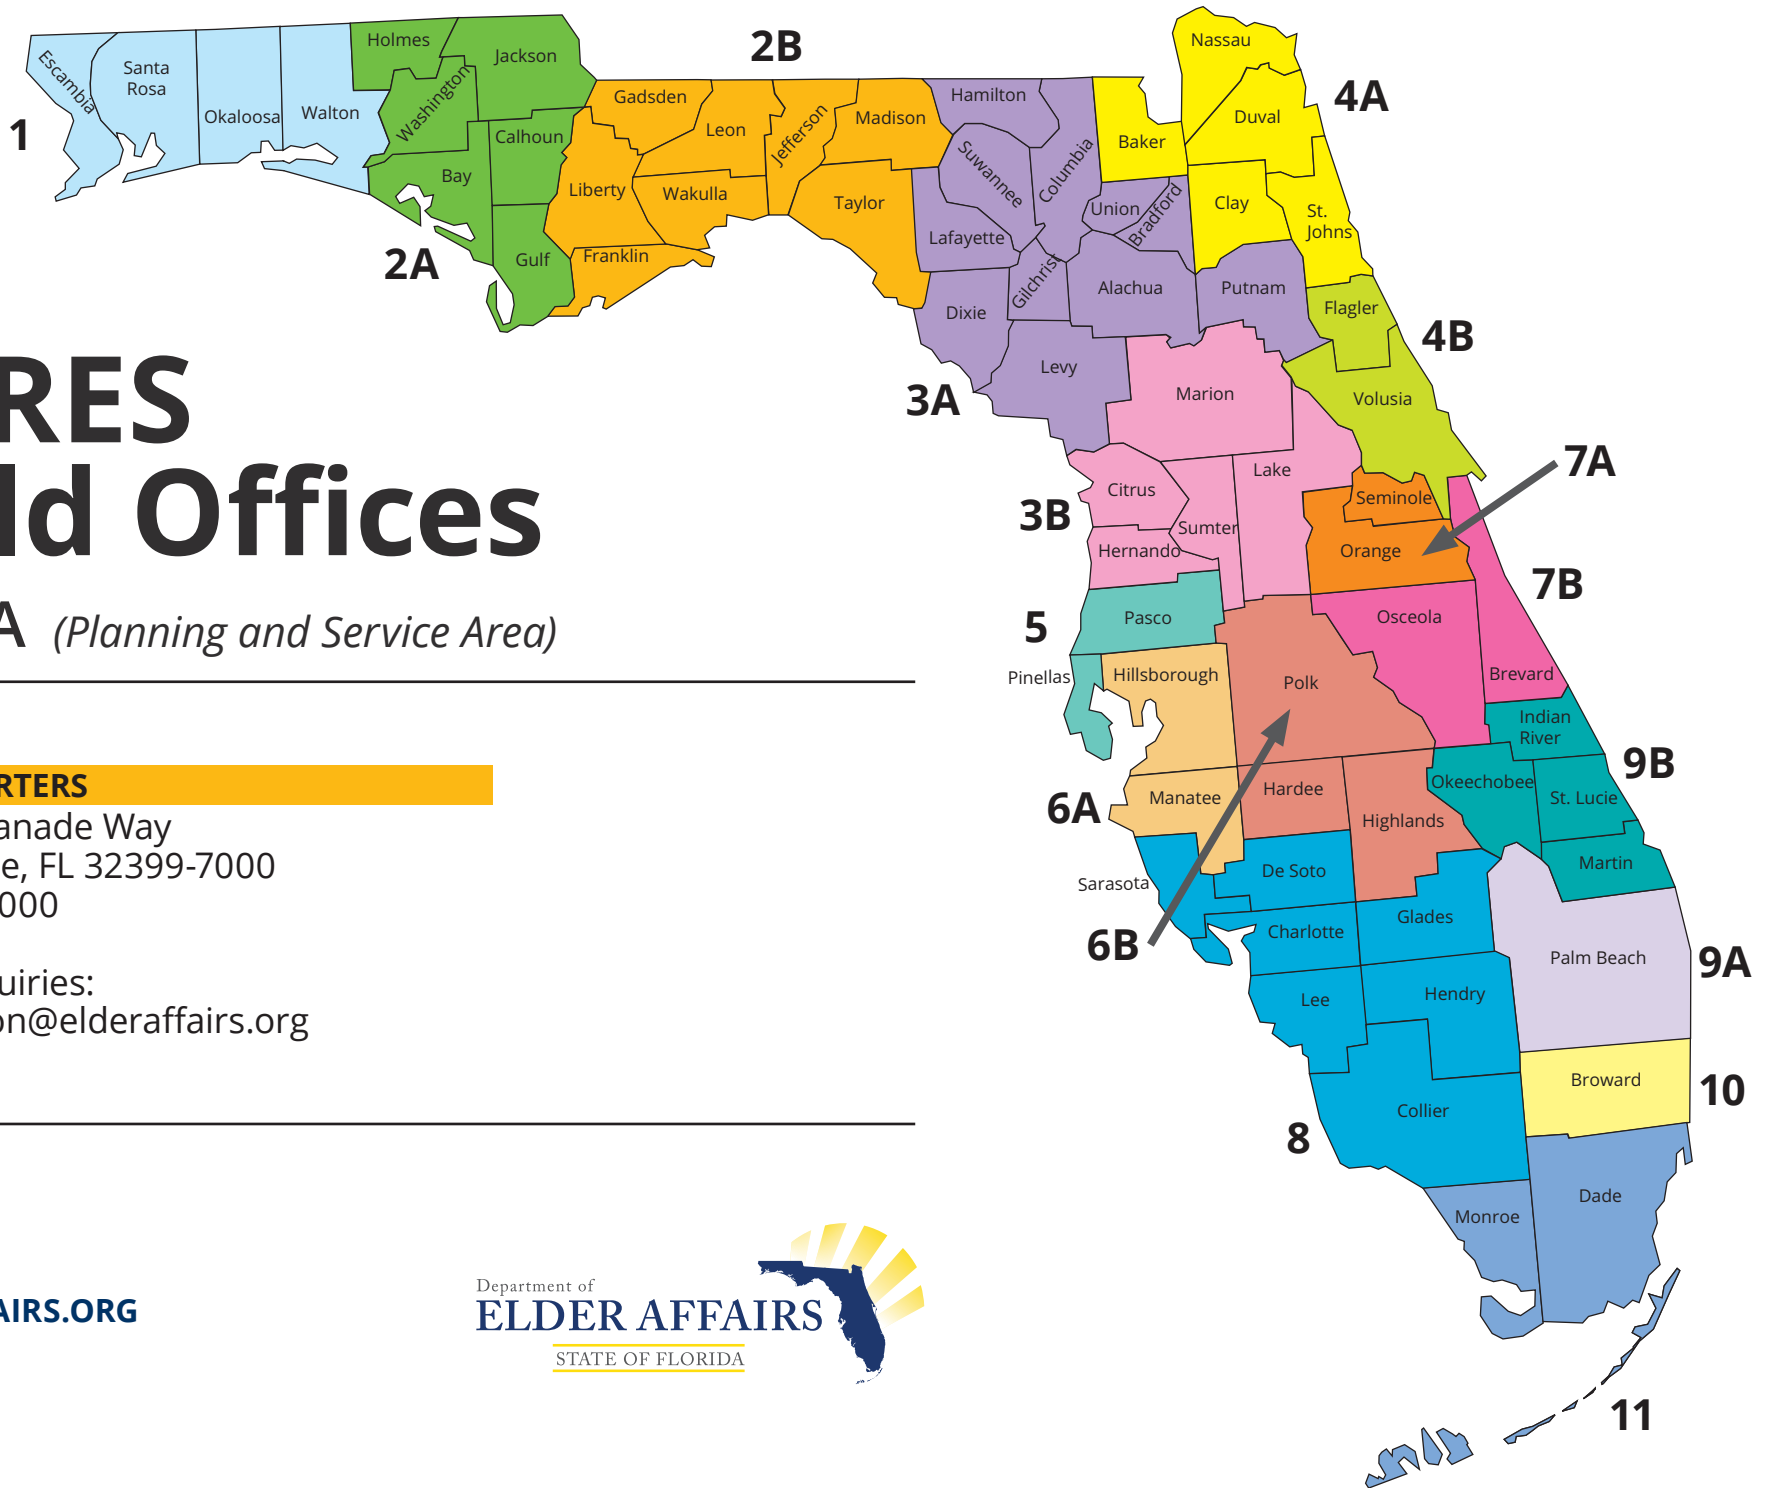 RES
ld Offices
A (Planning and Service Area)
RTERS
anade Way
e, FL 32399-7000
000
uiries:
on@elderaffairs.org
AIRS.ORG
Department of
ELDER AFFAIRS
STATE OF FLORIDA
1
Escambia
Santa
Rosa
Okaloosa
Walton
2A
Holmes
Jackson
Washington
Calhoun
Bay
Gulf
2B
Gadsden
Leon
Jefferson
Madison
Liberty
Wakulla
Taylor
Franklin
3A
Hamilton
Suwannee
Columbia
Lafayette
Union
Bradford
Dixie
Gilchrist
Alachua
Putnam
Levy
4A
Nassau
Duval
Baker
Clay
St.
Johns
4B
Flagler
Volusia
3B
Marion
Citrus
Sumter
Lake
Hernando
7A
Seminole
Orange
7B
Osceola
Brevard
5
Pasco
Pinellas
6A
Hillsborough
Manatee
6B
Polk
Hardee
Highlands
9B
Indian
River
Okeechobee
St. Lucie
Martin
8
Sarasota
De Soto
Charlotte
Glades
Lee
Hendry
Collier
9A
Palm Beach
10
Broward
11
Dade
Monroe